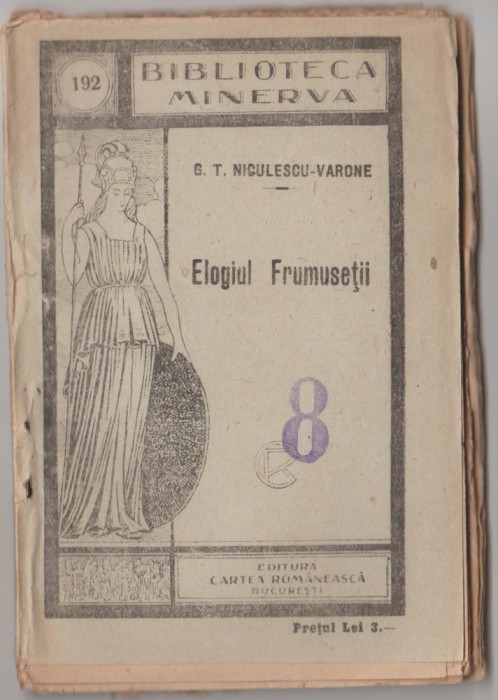 192
BIBLIOTECA
MINERVA
G. T. NICULESCU-VARONE
Elogiul Frumuseţii
8
EDITURA
CARTEA ROMÂNEASCĂ
BUCUREŞTI
Preţul Lei 3.—